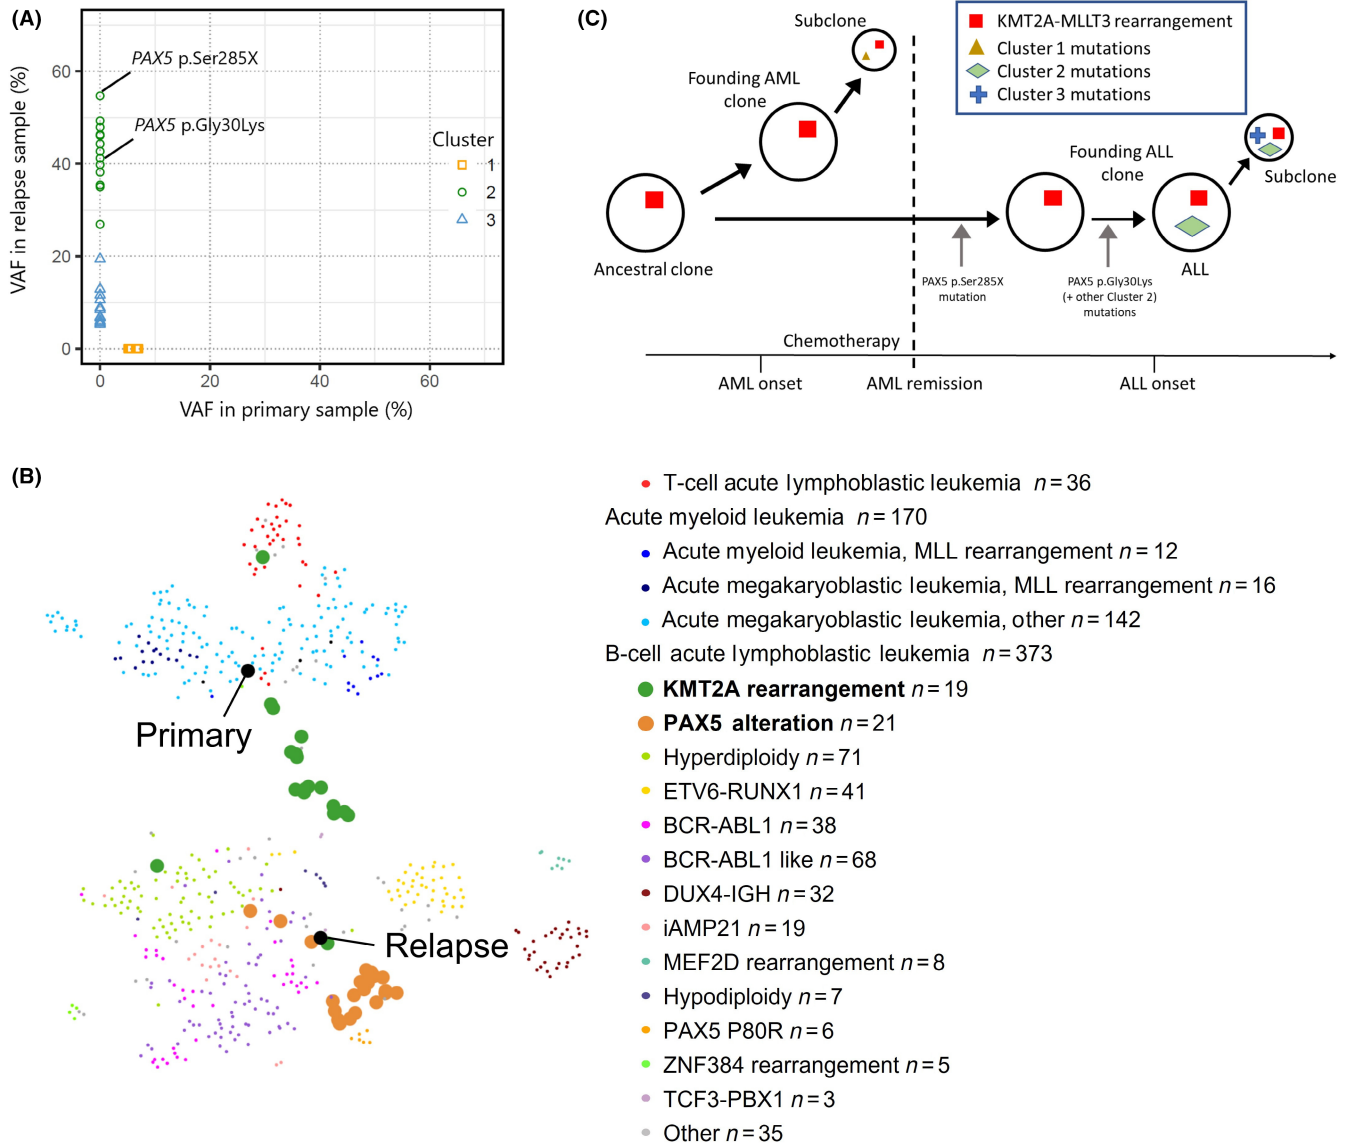 (A)
PAX5 p.Ser285X
PAX5 p.Gly30Lys
Cluster
1
2
3
60
40
20
0
0
20
40
60
VAF in relapse sample (%)
VAF in primary sample (%)
(C)
Subclone
Founding AML
clone
Ancestral clone
KMT2A-MLLT3 rearrangement
Cluster 1 mutations
Cluster 2 mutations
Cluster 3 mutations
Founding ALL
clone
Subclone
ALL
PAX5 p.Ser285X
mutation
PAX5 p.Gly30Lys
(+ other Cluster 2)
mutations
Chemotherapy
AML onset
AML remission
ALL onset
(B)
Primary
Relapse
T-cell acute lymphoblastic leukemia n = 36
Acute myeloid leukemia n = 170
Acute myeloid leukemia, MLL rearrangement n = 12
Acute megakaryoblastic leukemia, MLL rearrangement n = 16
Acute megakaryoblastic leukemia, other n = 142
B-cell acute lymphoblastic leukemia n = 373
KMT2A rearrangement n = 19
PAX5 alteration n = 21
Hyperdiploidy n = 71
ETV6-RUNX1 n = 41
BCR-ABL1 n = 38
BCR-ABL1 like n = 68
DUX4-IGH n = 32
iAMP21 n = 19
MEF2D rearrangement n = 8
Hypodiploidy n = 7
PAX5 P80R n = 6
ZNF384 rearrangement n = 5
TCF3-PBX1 n = 3
Other n = 35